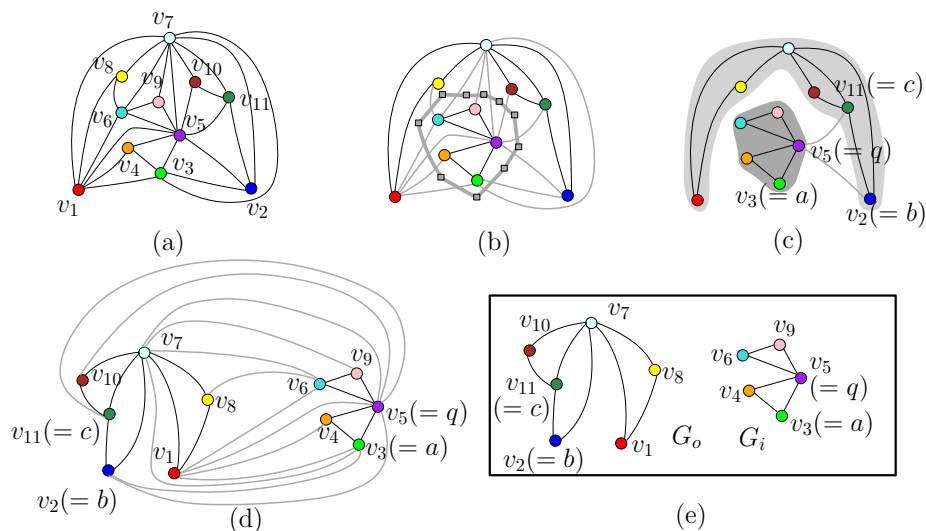 v7
v8
v9
v10
v11
v6
v5
v4
v3
v1
v2
(a)
(b)
v11(= c)
v5(= q)
v3(= a)
v2(= b)
(c)
v7
v10
v9
v6
v8
v5(= q)
v11(= c)
v4
v3(= a)
v1
v2(= b)
(d)
v7
v10
v9
v6
v5
v8
v11
(= q)
(= c)
v4
v3(= a)
v2(= b)
v1
Go
Gi
(e)